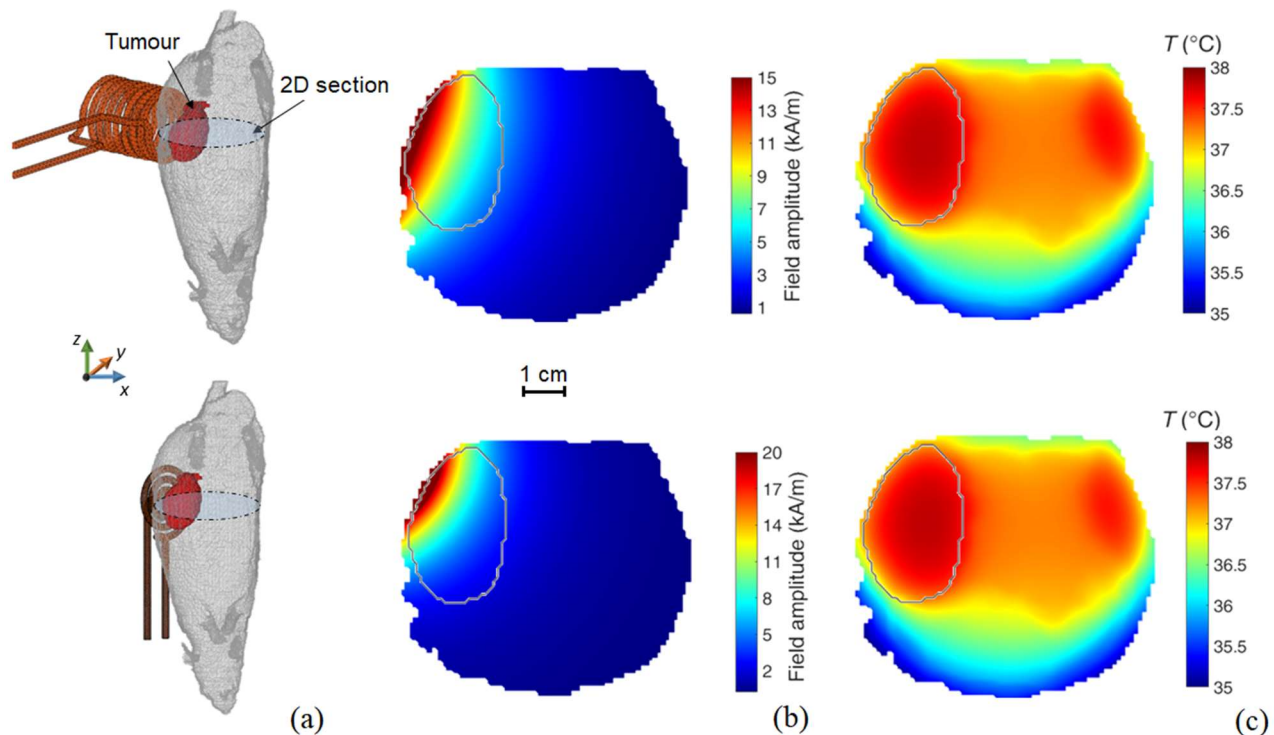 Tumour
2D section
15
13
11
9
7
5
3
1
Field amplitude (kA/m)
T (°C)
38
37.5
37
36.5
36
35.5
35
z
y
x
1 cm
20
17
14
11
8
5
2
Field amplitude (kA/m)
T (°C)
38
37.5
37
36.5
36
35.5
35
(a)
(b)
(c)